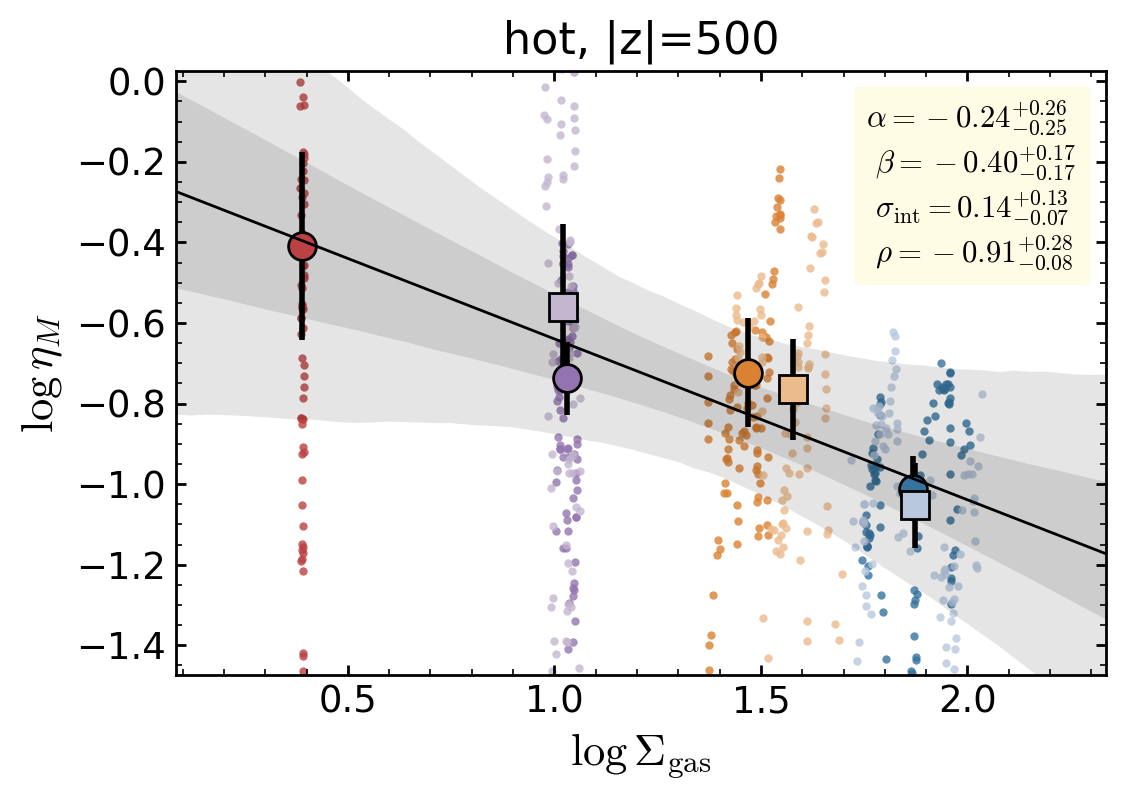 hot, |z|=500
0.0
−0.2
−0.4
−0.6
−0.8
−1.0
−1.2
−1.4
log η_M
α = −0.24^{+0.26}_{−0.25}
β = −0.40^{+0.17}_{−0.17}
σ_int = 0.14^{+0.13}_{−0.07}
ρ = −0.91^{+0.28}_{−0.08}
0.5 1.0 1.5 2.0
log Σ_gas